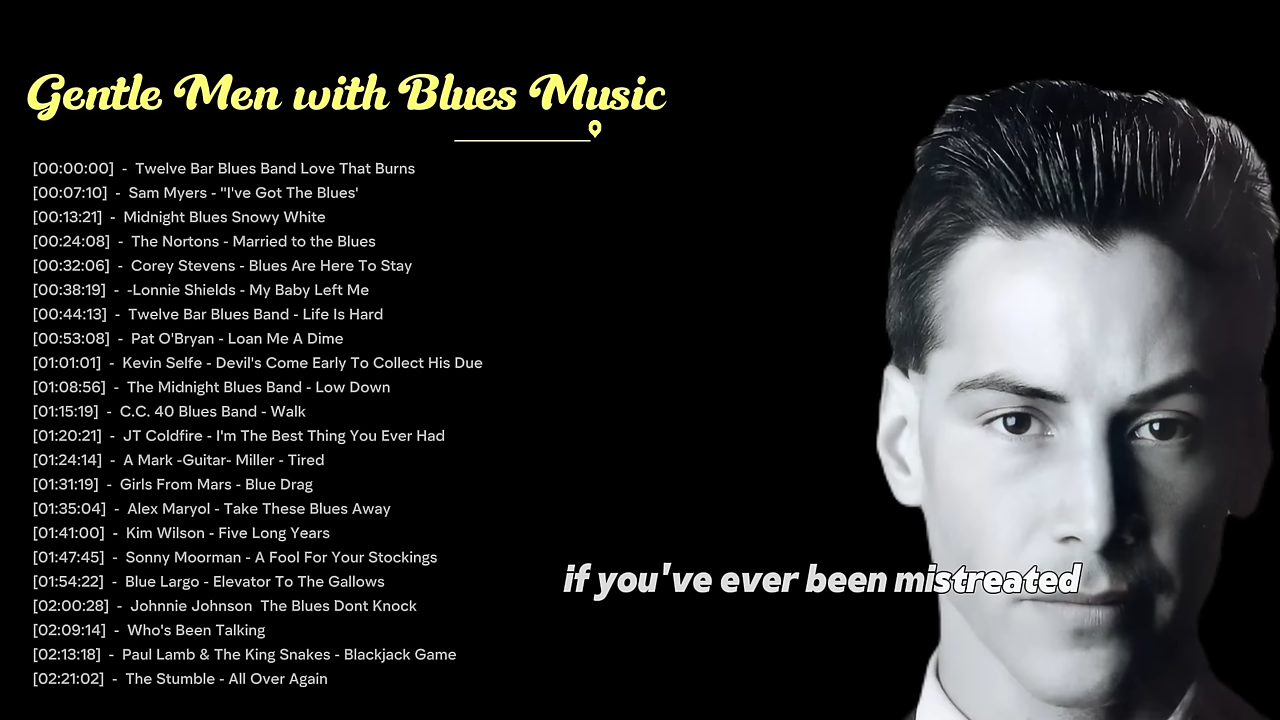 Gentle Men with Blues Music
[00:00:00] - Twelve Bar Blues Band Love That Burns
[00:07:10] - Sam Myers - "I've Got The Blues'
[00:13:21] - Midnight Blues Snowy White
[00:24:08] - The Nortons - Married to the Blues
[00:32:06] - Corey Stevens - Blues Are Here To Stay
[00:38:19] - -Lonnie Shields - My Baby Left Me
[00:44:13] - Twelve Bar Blues Band - Life Is Hard
[00:53:08] - Pat O'Bryan - Loan Me A Dime
[01:01:01] - Kevin Selfe - Devil's Come Early To Collect His Due
[01:08:56] - The Midnight Blues Band - Low Down
[01:15:19] - C.C. 40 Blues Band - Walk
[01:20:21] - JT Coldfire - I'm The Best Thing You Ever Had
[01:24:14] - A Mark -Guitar- Miller - Tired
[01:31:19] - Girls From Mars - Blue Drag
[01:35:04] - Alex Maryol - Take These Blues Away
[01:41:00] - Kim Wilson - Five Long Years
[01:47:45] - Sonny Moorman - A Fool For Your Stockings
[01:54:22] - Blue Largo - Elevator To The Gallows
[02:00:28] - Johnnie Johnson The Blues Dont Knock
[02:09:14] - Who's Been Talking
[02:13:18] - Paul Lamb & The King Snakes - Blackjack Game
[02:21:02] - The Stumble - All Over Again
if you've ever been mistreated